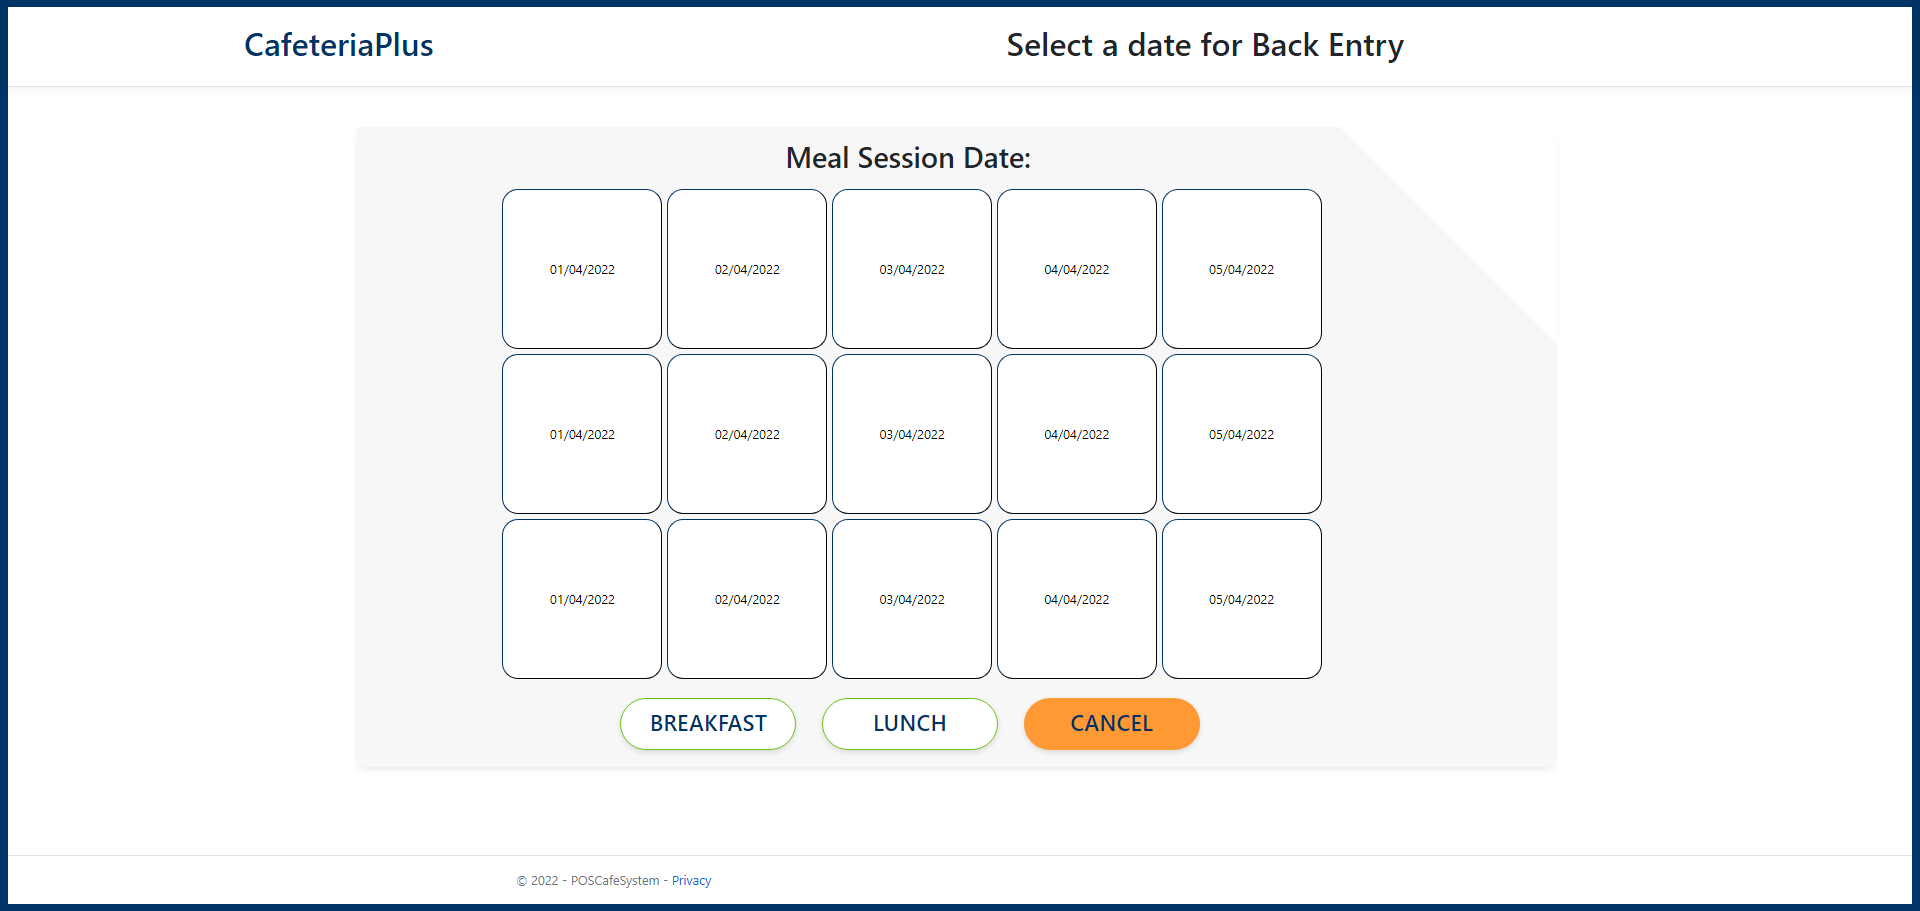 CafeteriaPlus
Select a date for Back Entry
Meal Session Date:
01/04/2022 02/04/2022 03/04/2022 04/04/2022 05/04/2022
01/04/2022 02/04/2022 03/04/2022 04/04/2022 05/04/2022
01/04/2022 02/04/2022 03/04/2022 04/04/2022 05/04/2022
BREAKFAST LUNCH CANCEL
© 2022 - POSCafeSystem - Privacy